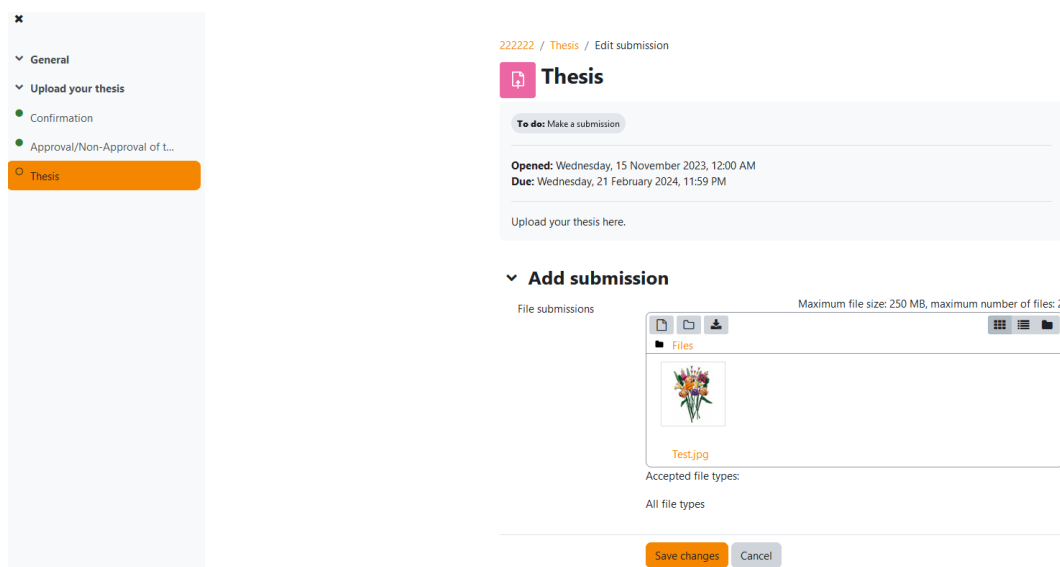 General
Upload your thesis
Confirmation
Approval/Non-Approval of t...
Thesis
222222 / Thesis / Edit submission
Thesis
To do: Make a submission
Opened: Wednesday, 15 November 2023, 12:00 AM
Due: Wednesday, 21 February 2024, 11:59 PM
Upload your thesis here.
Add submission
File submissions
Maximum file size: 250 MB, maximum number of files:
Files
Test.jpg
Accepted file types:
All file types
Save changes Cancel